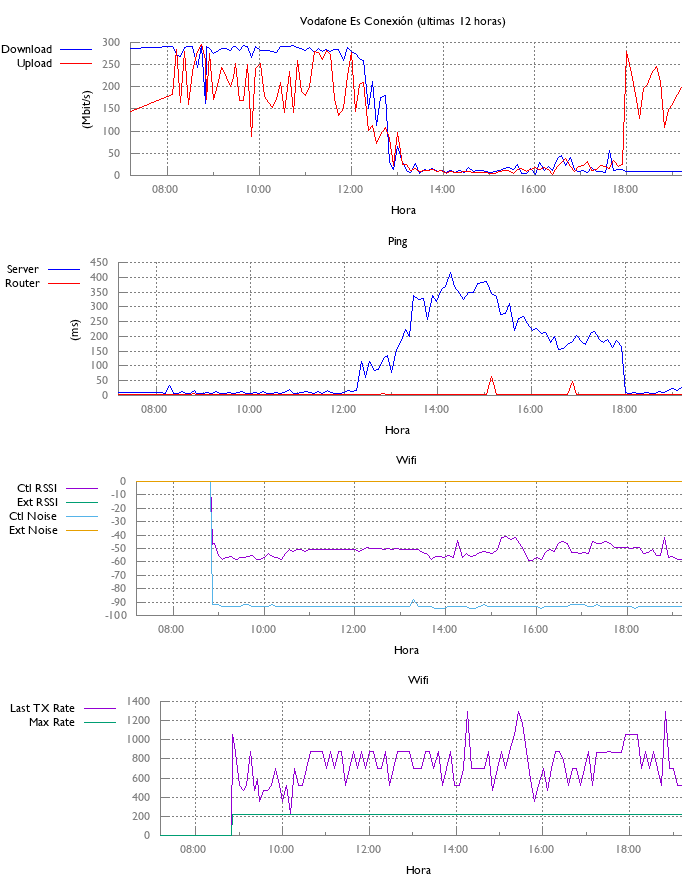 Vodafone Es Conexión (ultimas 12 horas)
Download
Upload
(Mbit/s)
300
250
200
150
100
50
0
08:00 10:00 12:00 14:00 16:00 18:00
Hora
Ping
Server
Router
(ms)
450
400
350
300
250
200
150
100
50
0
08:00 10:00 12:00 14:00 16:00 18:00
Hora
Wifi
Ctl RSSI
Ext RSSI
Ctl Noise
Ext Noise
0
-10
-20
-30
-40
-50
-60
-70
-80
-90
-100
08:00 10:00 12:00 14:00 16:00 18:00
Hora
Wifi
Last TX Rate
Max Rate
1400
1200
1000
800
600
400
200
0
08:00 10:00 12:00 14:00 16:00 18:00
Hora